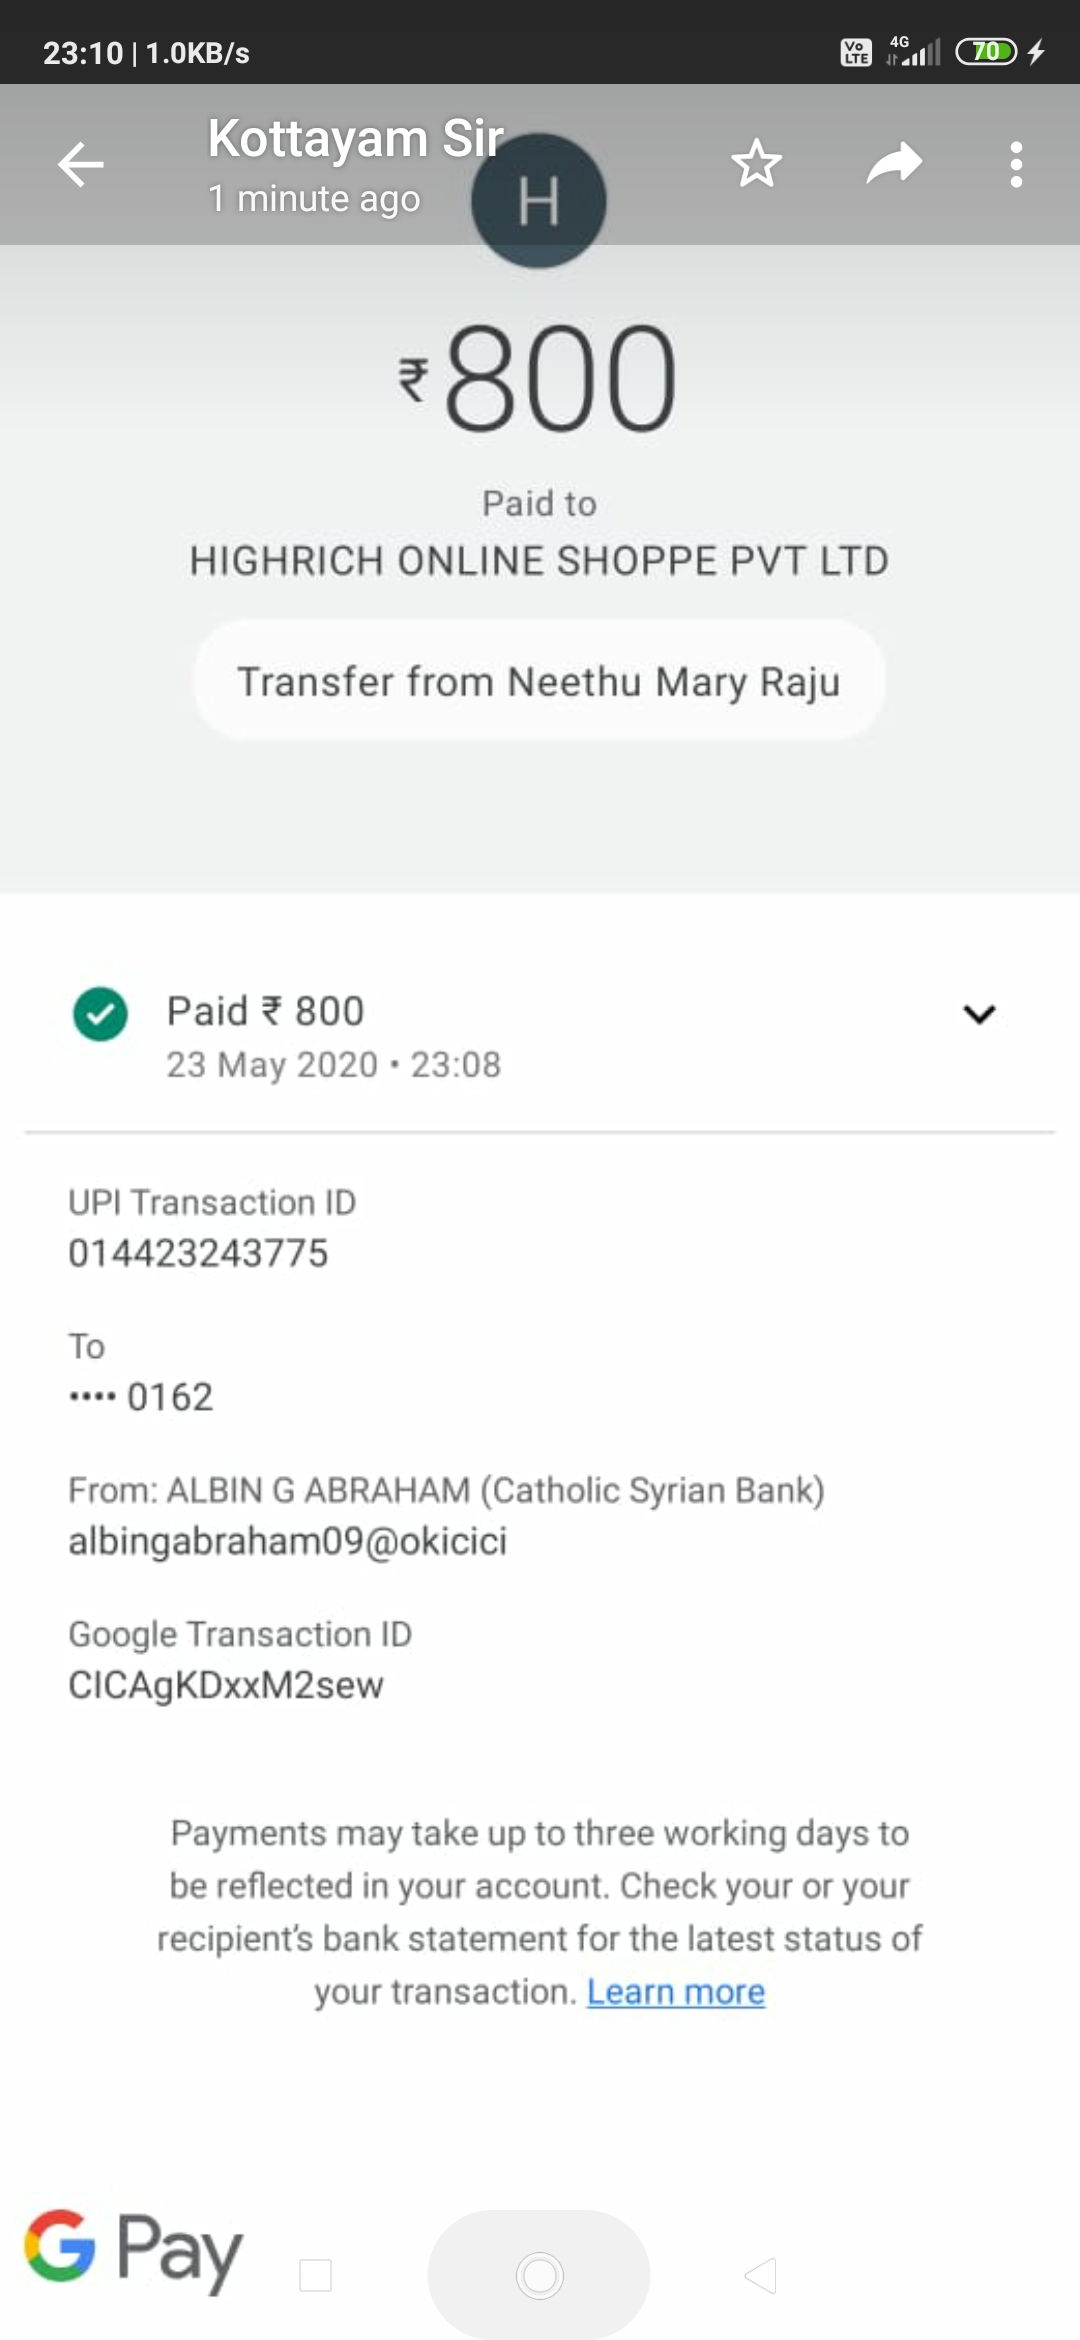 23:10 | 1.0KB/s
Vo LTE 4G 70
Kottayam Sir
1 minute ago
H
₹800
Paid to
HIGHRICH ONLINE SHOPPE PVT LTD
Transfer from Neethu Mary Raju
Paid ₹ 800
23 May 2020 • 23:08
UPI Transaction ID
014423243775
To
•••• 0162
From: ALBIN G ABRAHAM (Catholic Syrian Bank)
albingabraham09@okicici
Google Transaction ID
CICAgKDxxM2sew
Payments may take up to three working days to
be reflected in your account. Check your or your
recipient's bank statement for the latest status of
your transaction. Learn more
G Pay